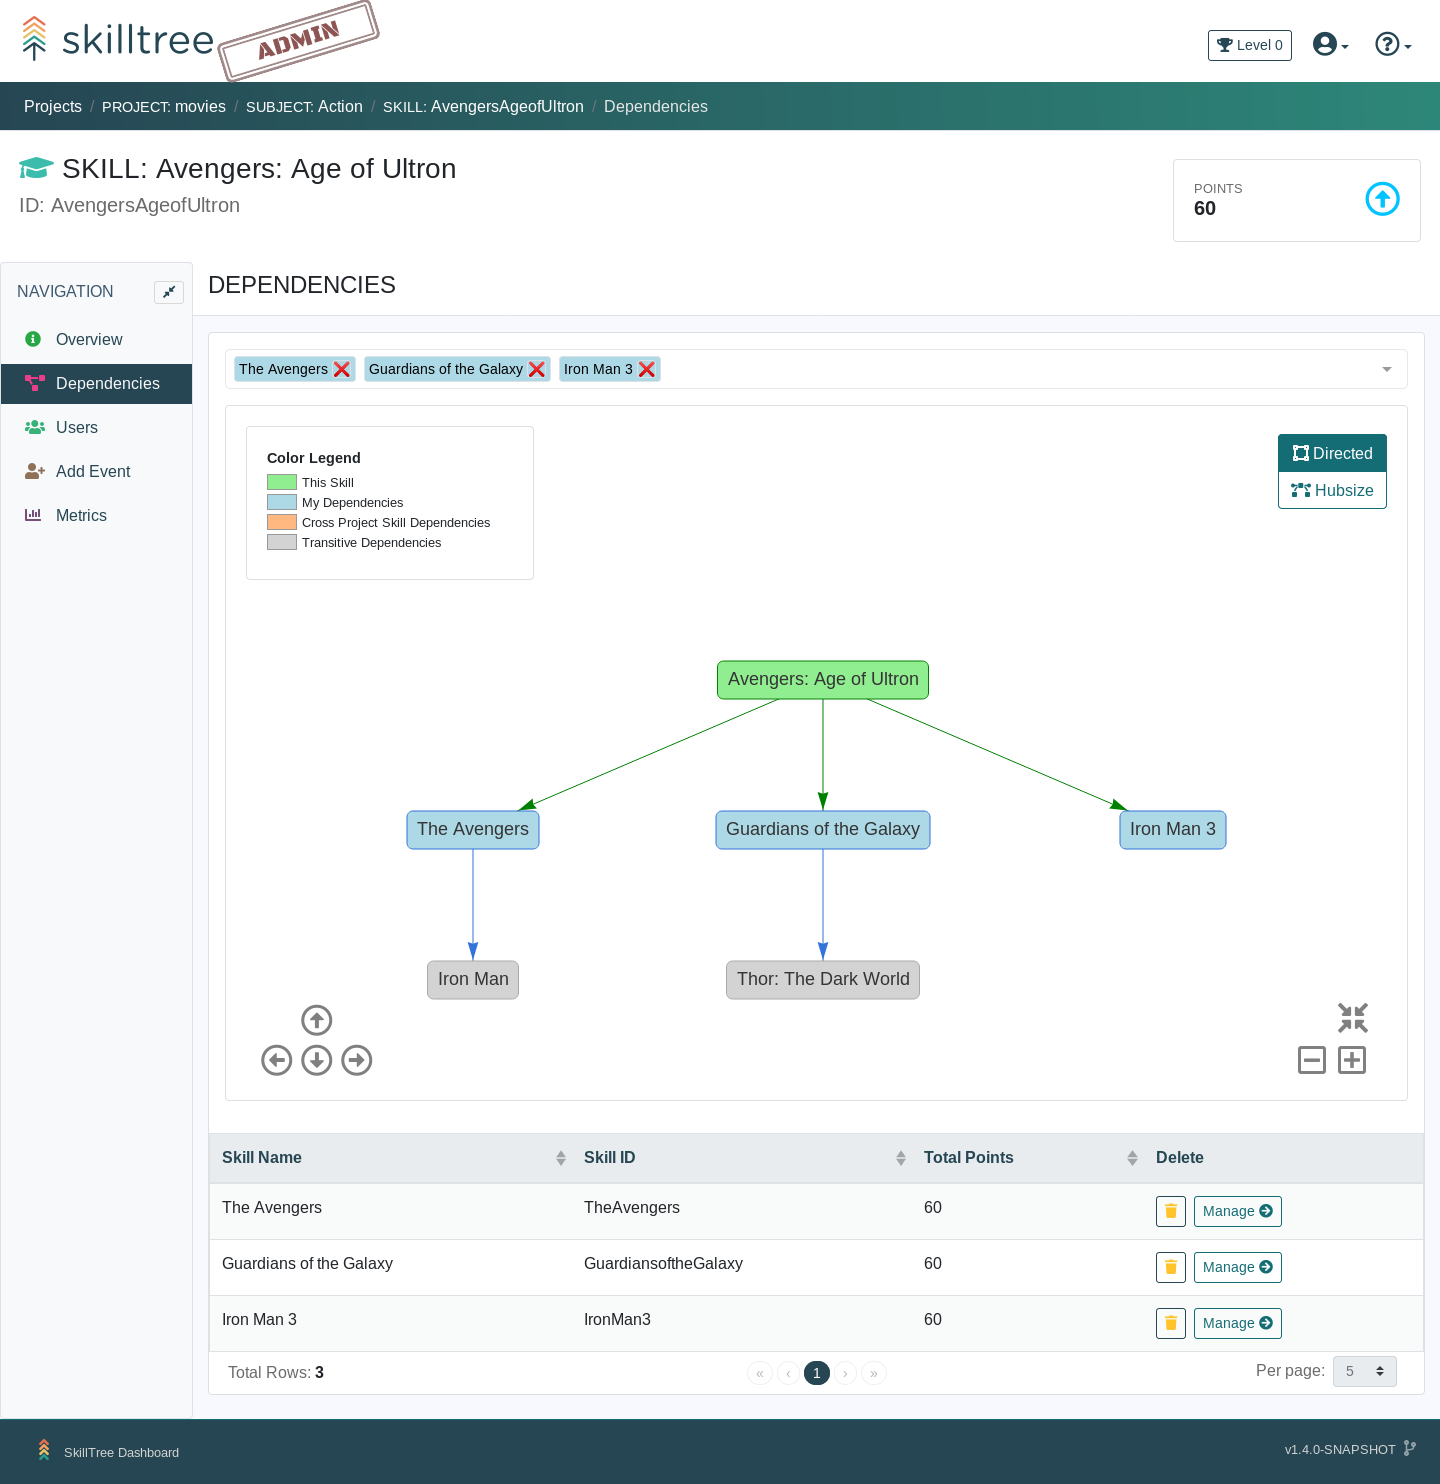 skilltree
ADMIN
Level 0
Projects / PROJECT: movies / SUBJECT: Action / SKILL: AvengersAgeofUltron / Dependencies
SKILL: Avengers: Age of Ultron
ID: AvengersAgeofUltron
POINTS
60
NAVIGATION
Overview
Dependencies
Users
Add Event
Metrics
DEPENDENCIES
The Avengers ❌ Guardians of the Galaxy ❌ Iron Man 3 ❌
Color Legend
This Skill
My Dependencies
Cross Project Skill Dependencies
Transitive Dependencies
Directed
Hubsize
Avengers: Age of Ultron
The Avengers Guardians of the Galaxy Iron Man 3
Iron Man Thor: The Dark World
Skill Name Skill ID Total Points Delete
The Avengers TheAvengers 60 Manage
Guardians of the Galaxy GuardiansoftheGalaxy 60 Manage
Iron Man 3 IronMan3 60 Manage
Total Rows: 3 « ‹ 1 › » Per page: 5
SkillTree Dashboard v1.4.0-SNAPSHOT